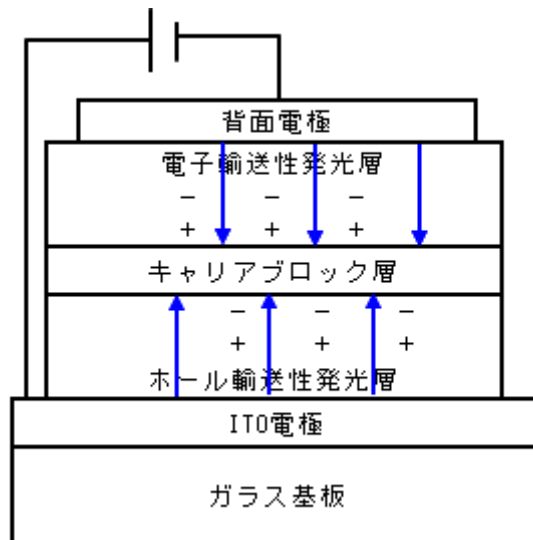 背面電極
電子輸送性発光層
− − −
+ + +
キャリアブロック層
− − −
+ + +
ホール輸送性発光層
ITO電極
ガラス基板